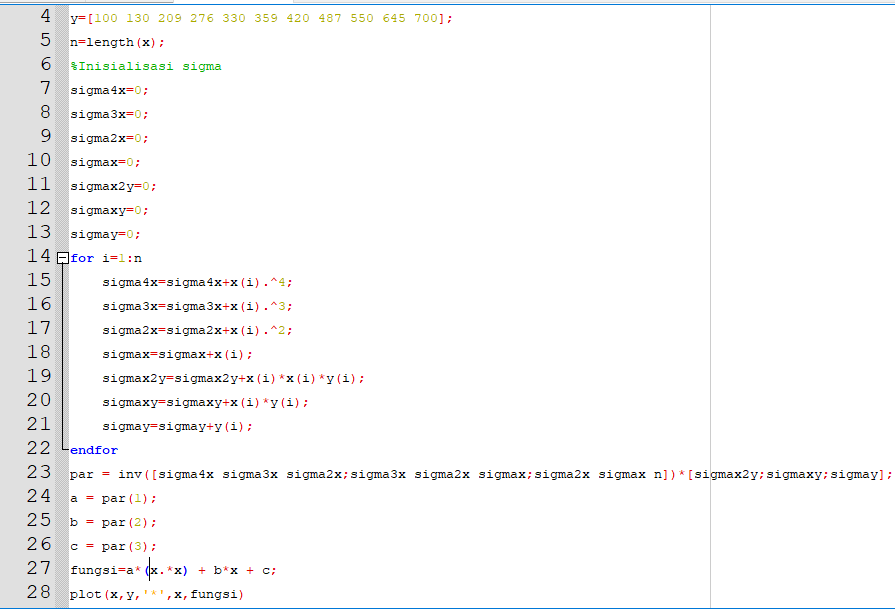 4 y=[100 130 209 276 330 359 420 487 550 645 700];
5 n=length(x);
6 %Inisialisasi sigma
7 sigma4x=0;
8 sigma3x=0;
9 sigma2x=0;
10 sigmax=0;
11 sigmax2y=0;
12 sigmaxy=0;
13 sigmay=0;
14 for i=1:n
15 sigma4x=sigma4x+x(i).^4;
16 sigma3x=sigma3x+x(i).^3;
17 sigma2x=sigma2x+x(i).^2;
18 sigmax=sigmax+x(i);
19 sigmax2y=sigmax2y+x(i)*x(i)*y(i);
20 sigmaxy=sigmaxy+x(i)*y(i);
21 sigmay=sigmay+y(i);
22 endfor
23 par = inv([sigma4x sigma3x sigma2x;sigma3x sigma2x sigmax;sigma2x sigmax n])*[sigmax2y;sigmaxy;sigmay];
24 a = par(1);
25 b = par(2);
26 c = par(3);
27 fungsi=a*(x.*x) + b*x + c;
28 plot(x,y,'*',x,fungsi)